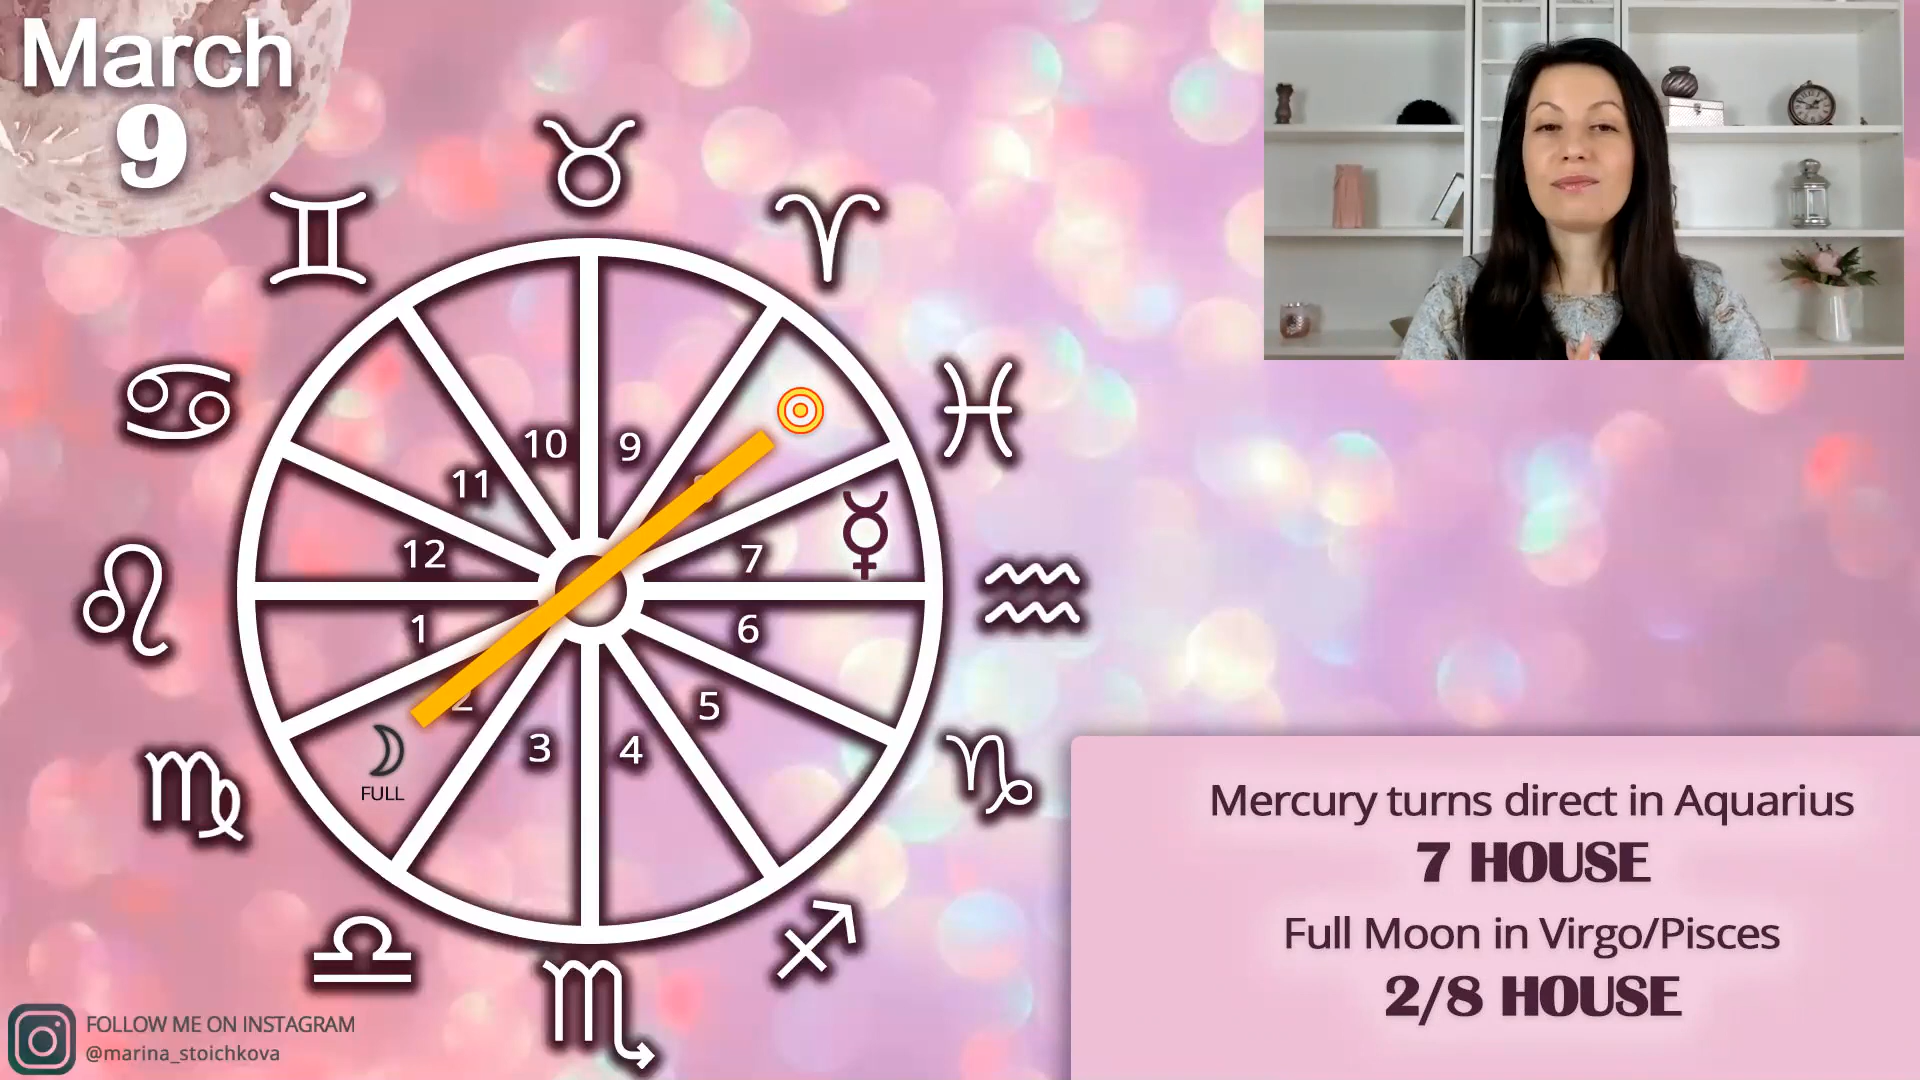 March
9
10
9
11
12
7
1
6
2
5
3
4
FULL
Mercury turns direct in Aquarius
7 HOUSE
Full Moon in Virgo/Pisces
2/8 HOUSE
FOLLOW ME ON INSTAGRAM
@marina_stoichkova